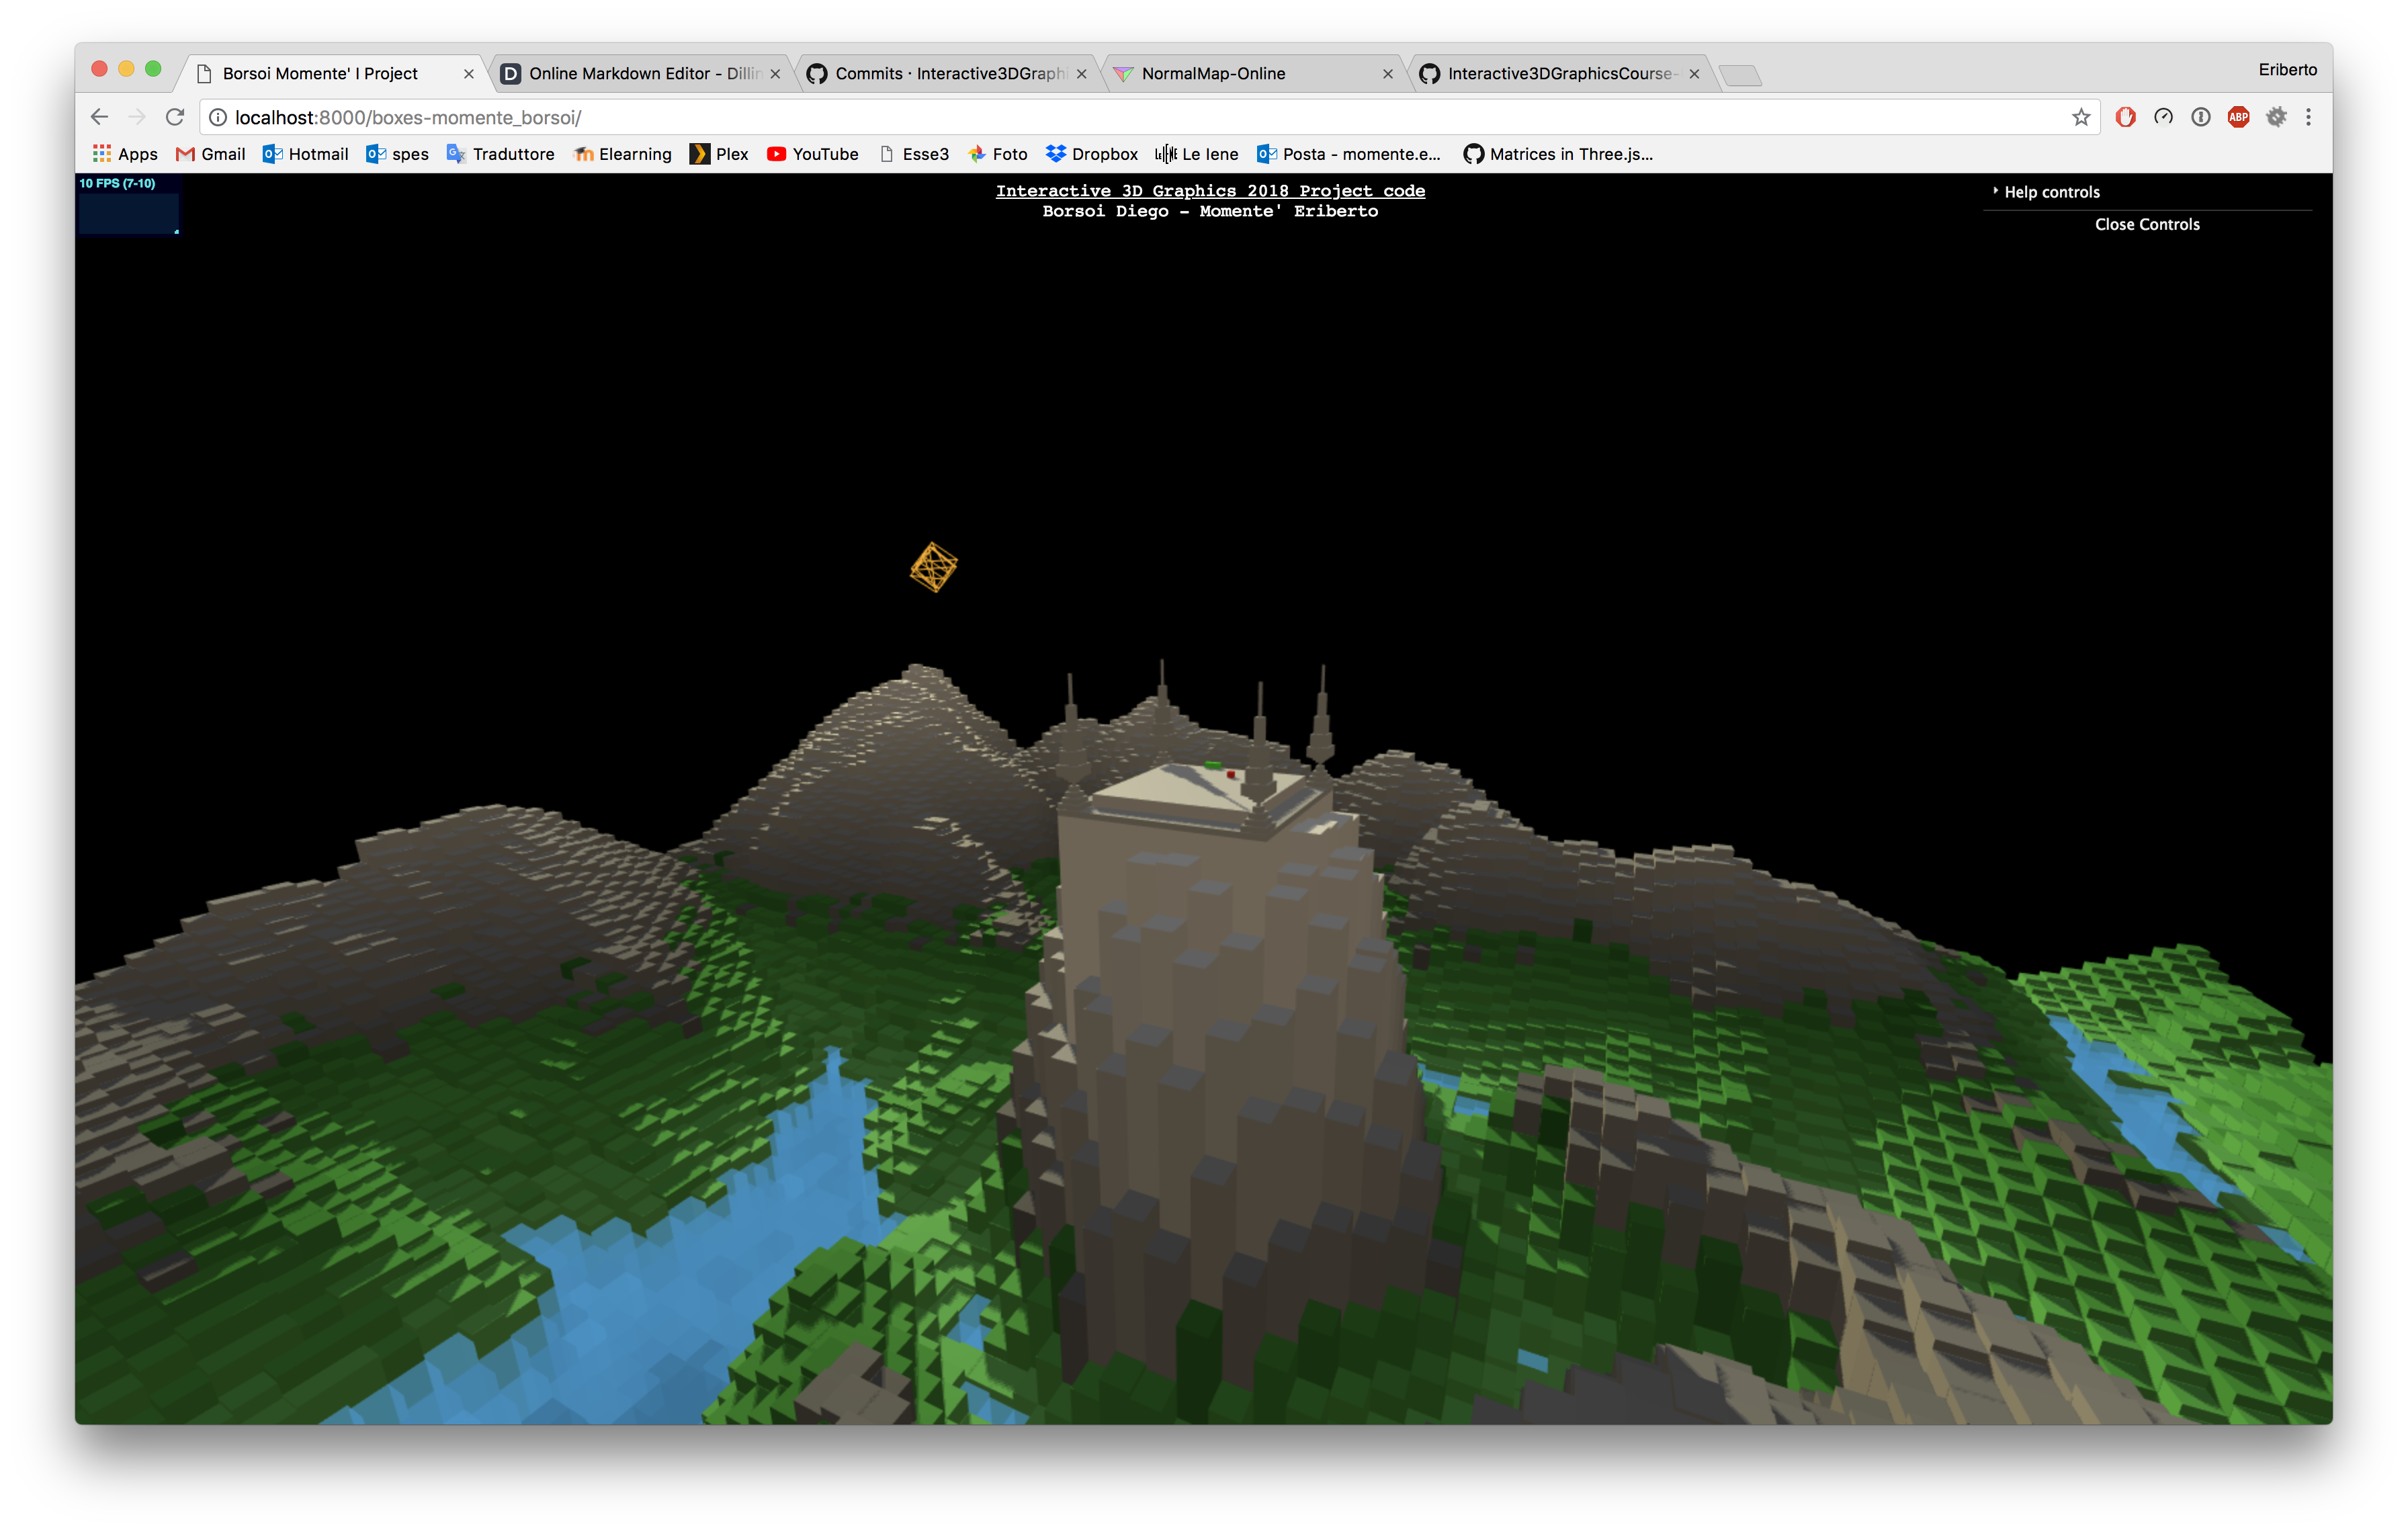 Borsoi Momente' I Project
Online Markdown Editor - Dillin
Commits · Interactive3DGraphi
NormalMap-Online
Interactive3DGraphicsCourse-
Eriberto
localhost:8000/boxes-momente_borsoi/
ABP
Apps
Gmail
Hotmail
spes
Traduttore
Elearning
Plex
YouTube
Esse3
Foto
Dropbox
Le Iene
Posta - momente.e...
Matrices in Three.js...
10 FPS (7-10)
Interactive 3D Graphics 2018 Project code
Borsoi Diego - Momente' Eriberto
Help controls
Close Controls